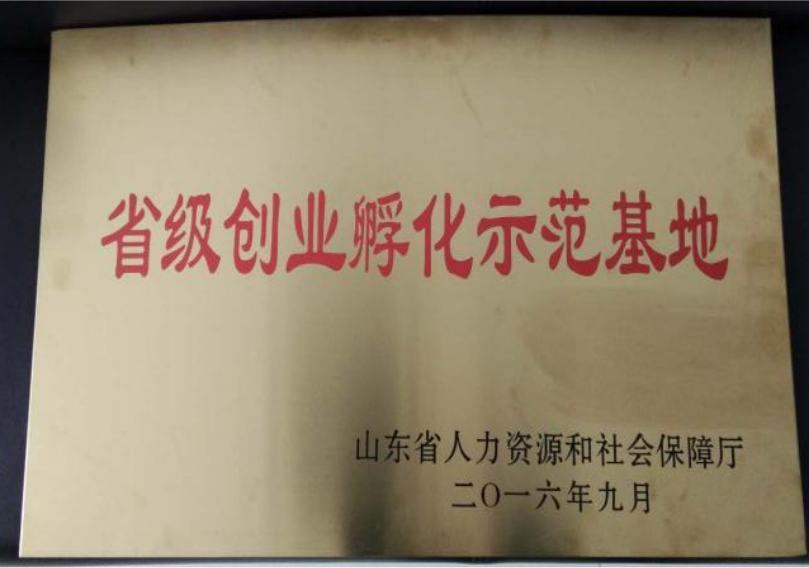 省级创业孵化示范基地
山东省人力资源和社会保障厅
二〇一六年九月